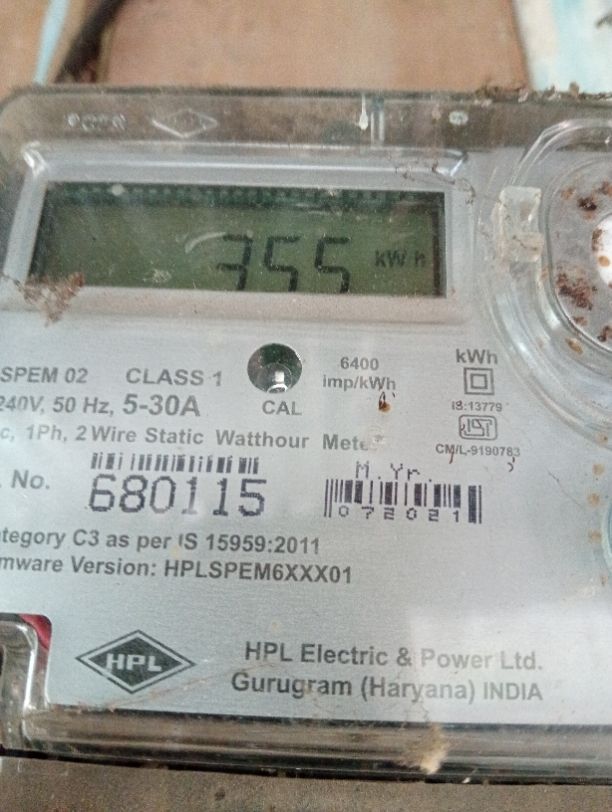 355 kWh
kWh
6400
imp/kWh
SPEM 02 CLASS 1
240V, 50 Hz, 5-30A CAL
IS:13779
c, 1Ph, 2 Wire Static Watthour Meter
CM/L-9190783
M. Yr.
. No. 680115
072021
tegory C3 as per IS 15959:2011
mware Version: HPLSPEM6XXX01
HPL
HPL Electric & Power Ltd.
Gurugram (Haryana) INDIA